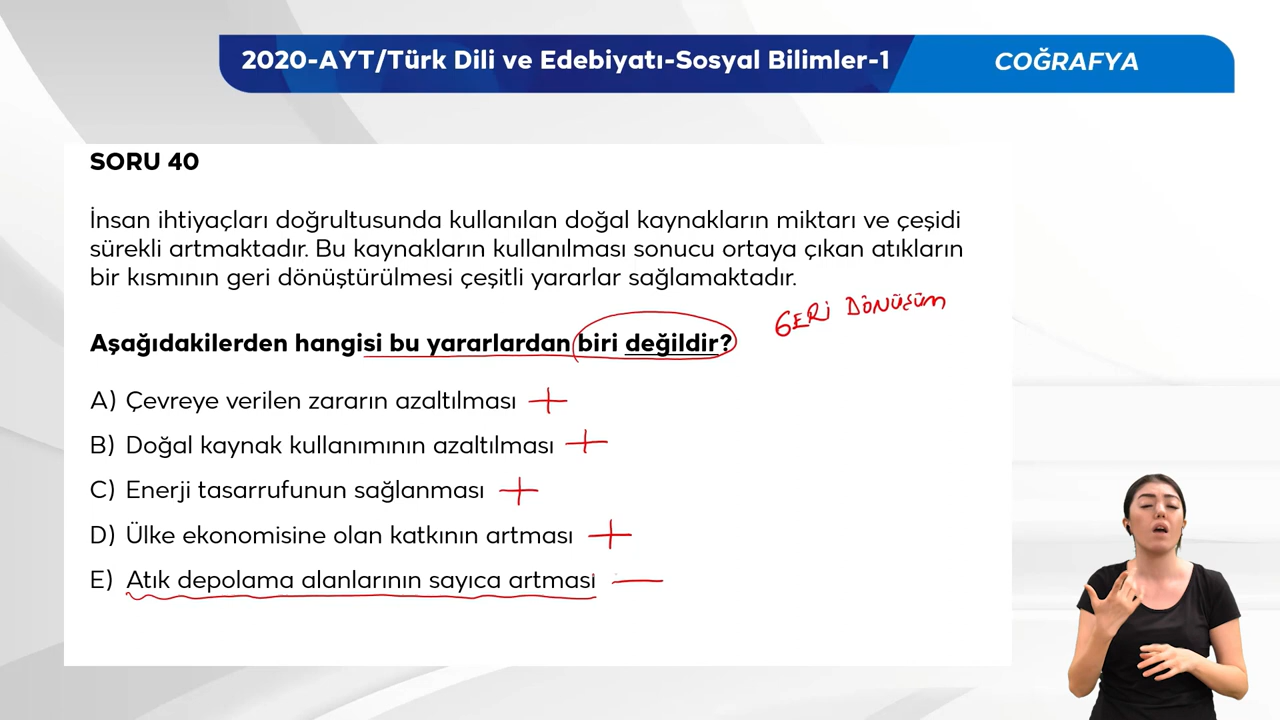 2020-AYT/Türk Dili ve Edebiyatı-Sosyal Bilimler-1
COĞRAFYA
SORU 40
İnsan ihtiyaçları doğrultusunda kullanılan doğal kaynakların miktarı ve çeşidi
sürekli artmaktadır. Bu kaynakların kullanılması sonucu ortaya çıkan atıkların
bir kısmının geri dönüştürülmesi çeşitli yararlar sağlamaktadır.
GERİ DÖNÜŞÜM
Aşağıdakilerden hangisi bu yararlardan biri değildir?
A) Çevreye verilen zararın azaltılması +
B) Doğal kaynak kullanımının azaltılması +
C) Enerji tasarrufunun sağlanması +
D) Ülke ekonomisine olan katkının artması +
E) Atık depolama alanlarının sayıca artması —